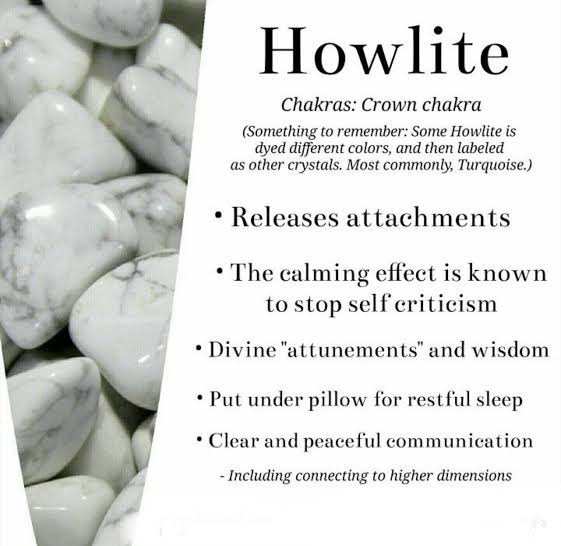 Howlite
Chakras: Crown chakra
(Something to remember: Some Howlite is
dyed different colors, and then labeled
as other crystals. Most commonly, Turquoise.)
• Releases attachments
• The calming effect is known
to stop self criticism
• Divine "attunements" and wisdom
• Put under pillow for restful sleep
• Clear and peaceful communication
- Including connecting to higher dimensions